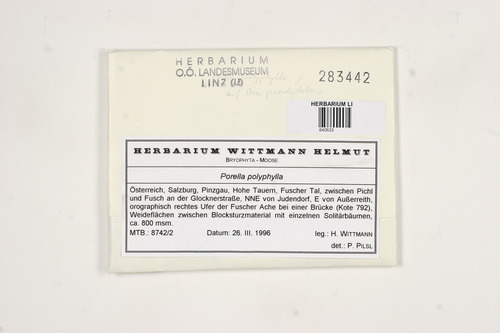 HERBARIUM
O.Ö. LANDESMUSEUM
LINZ
283442
HERBARIUM LI
640633
HERBARIUM WITTMANN HELMUT
BRYOPHYTA - MOOSE
Porella polyphylla
Österreich, Salzburg, Pinzgau, Hohe Tauern, Fuscher Tal, zwischen Pichl
und Fusch an der Glocknerstraße, NNE von Judendorf, E von Außerreith,
orographisch rechtes Ufer der Fuscher Ache bei einer Brücke (Kote 792),
Weideflächen zwischen Blocksturzmaterial mit einzelnen Solitärbäumen,
ca. 800 msm.
MTB.: 8742/2 Datum: 26. III. 1996 leg.: H. WITTMANN
det.: P. PILSL